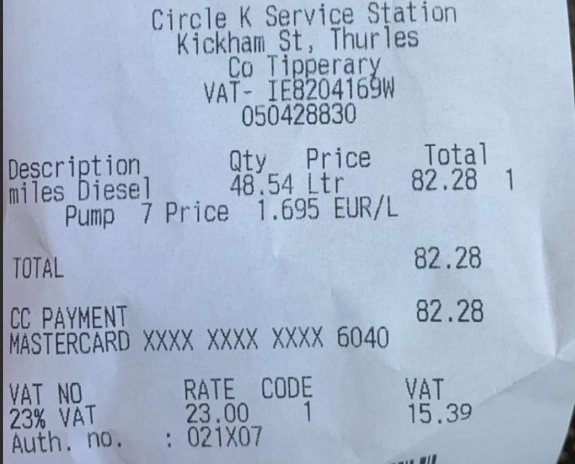 Circle K Service Station
Kickham St, Thurles
Co Tipperary
VAT- IE8204169W
050428830
Description Qty Price Total
miles Diesel 48.54 Ltr 82.28 1
Pump 7 Price 1.695 EUR/L
TOTAL 82.28
CC PAYMENT 82.28
MASTERCARD XXXX XXXX XXXX 6040
VAT NO RATE CODE VAT
23% VAT 23.00 1 15.39
Auth. no. : 021X07